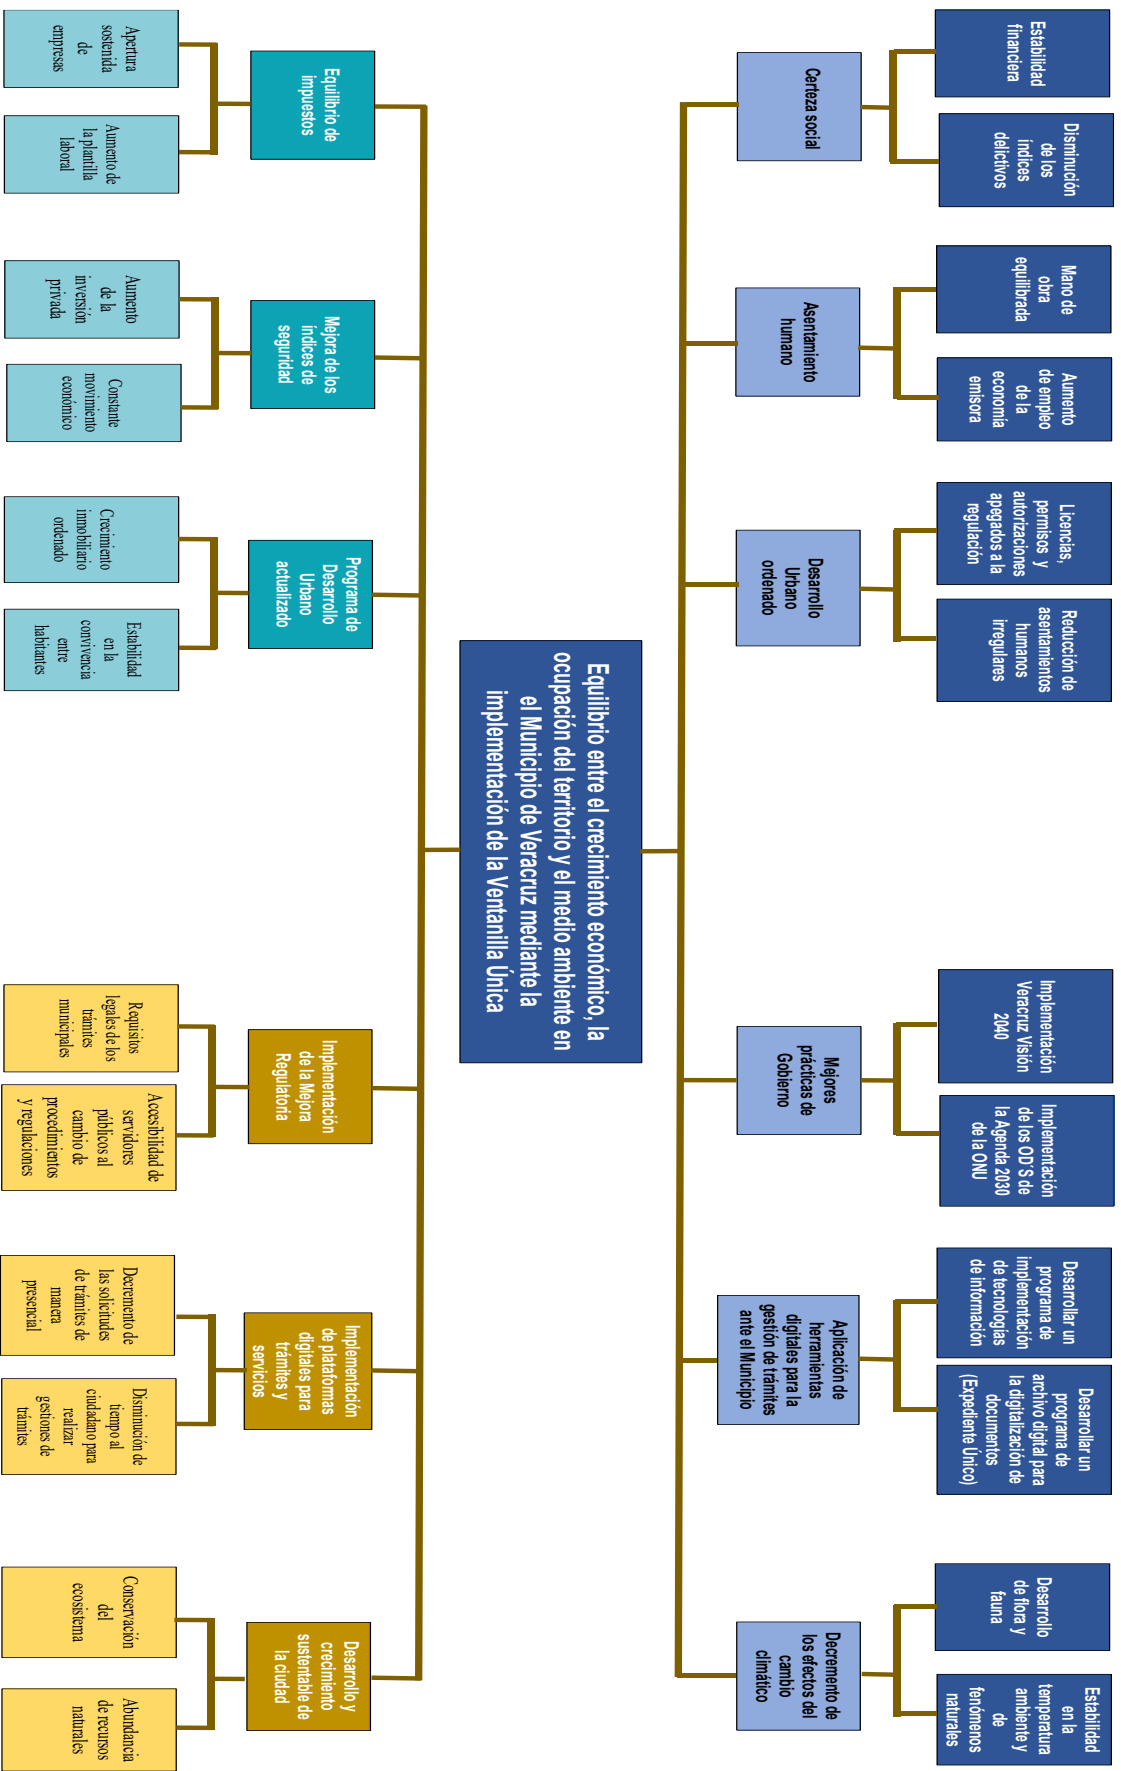 Estabilidad
financiera
Disminución
de los
índices
delictivos
Mano de
obra
equilibrada
Aumento
de empleo
de la
economía
emisora
Licencias,
permisos y
autorizaciones
apegados a la
regulación
Reducción de
asentamientos
humanos
irregulares
Implementación
Veracruz Visión
2040
Implementación
de los OD´S de
la Agenda 2030
de la ONU
Desarrollar un
programa de
implementación
de tecnologías
de información
Desarrollar un
programa de
archivo digital para
la digitalización de
documentos
(Expediente Único)
Desarrollo
de flora y
fauna
Estabilidad
en la
temperatura
ambiente y
de
fenómenos
naturales
Certeza social
Asentamiento
humano
Desarrollo
Urbano
ordenado
Mejores
prácticas de
Gobierno
Aplicación de
herramientas
digitales para la
gestión de trámites
ante el Municipio
Decremento de
los efectos del
cambio
climático
Equilibrio entre el crecimiento económico, la
ocupación del territorio y el medio ambiente en
el Municipio de Veracruz mediante la
implementación de la Ventanilla Única
Equilibrio de
impuestos
Mejora de los
índices de
seguridad
Programa de
Desarrollo
Urbano
actualizado
Implementación
de la Mejora
Regulatoria
Implementación
de plataformas
digitales para
trámites y
servicios
Desarrollo y
crecimiento
sustentable de
la ciudad
Apertura
sostenida
de
empresas
Aumento de
la plantilla
laboral
Aumento
de la
inversión
privada
Constante
movimiento
económico
Crecimiento
inmobiliario
ordenado
Estabilidad
en la
convivencia
entre
habitantes
Requisitos
legales de los
trámites
municipales
Accesibilidad de
servidores
públicos al
cambio de
procedimientos
y regulaciones
Decremento de
las solicitudes
de trámites de
manera
presencial
Disminución de
tiempo al
ciudadano para
realizar
gestiones de
trámites
Conservación
del
ecosistema
Abundancia
de recursos
naturales